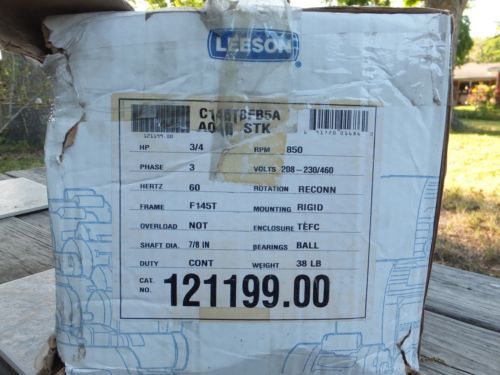 LEESON
C145T8FB5A
STK
121199.00
HP 3/4 RPM 850
PHASE 3 VOLTS 208-230/460
HERTZ 60 ROTATION RECONN
FRAME F145T MOUNTING RIGID
OVERLOAD NOT ENCLOSURE TEFC
SHAFT DIA. 7/8 IN BEARINGS BALL
DUTY CONT WEIGHT 38 LB
CAT. NO. 121199.00